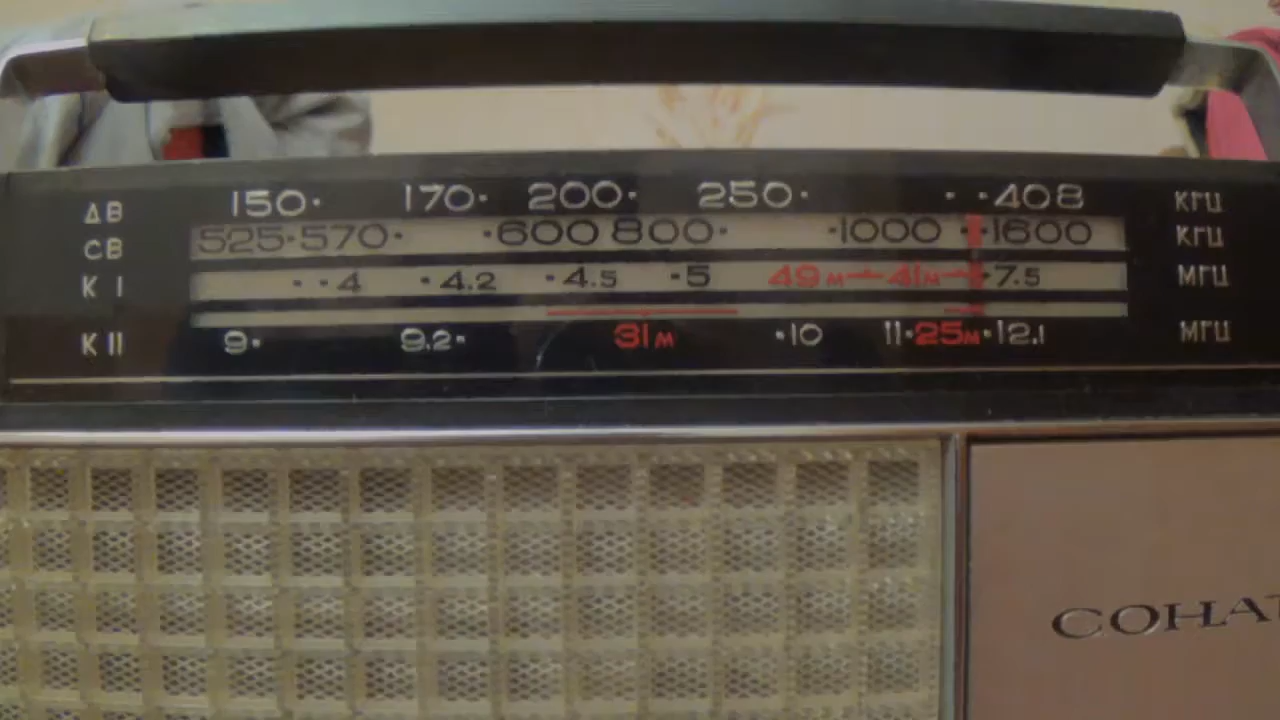 ДВ 150 170 200 250 408 КГЦ
СВ 525 570 600 800 1000 1600 КГЦ
К I 4 4.2 4.5 5 49м 41м 7.5 МГЦ
К II 9 9.2 31м 10 11 25м 12.1 МГЦ